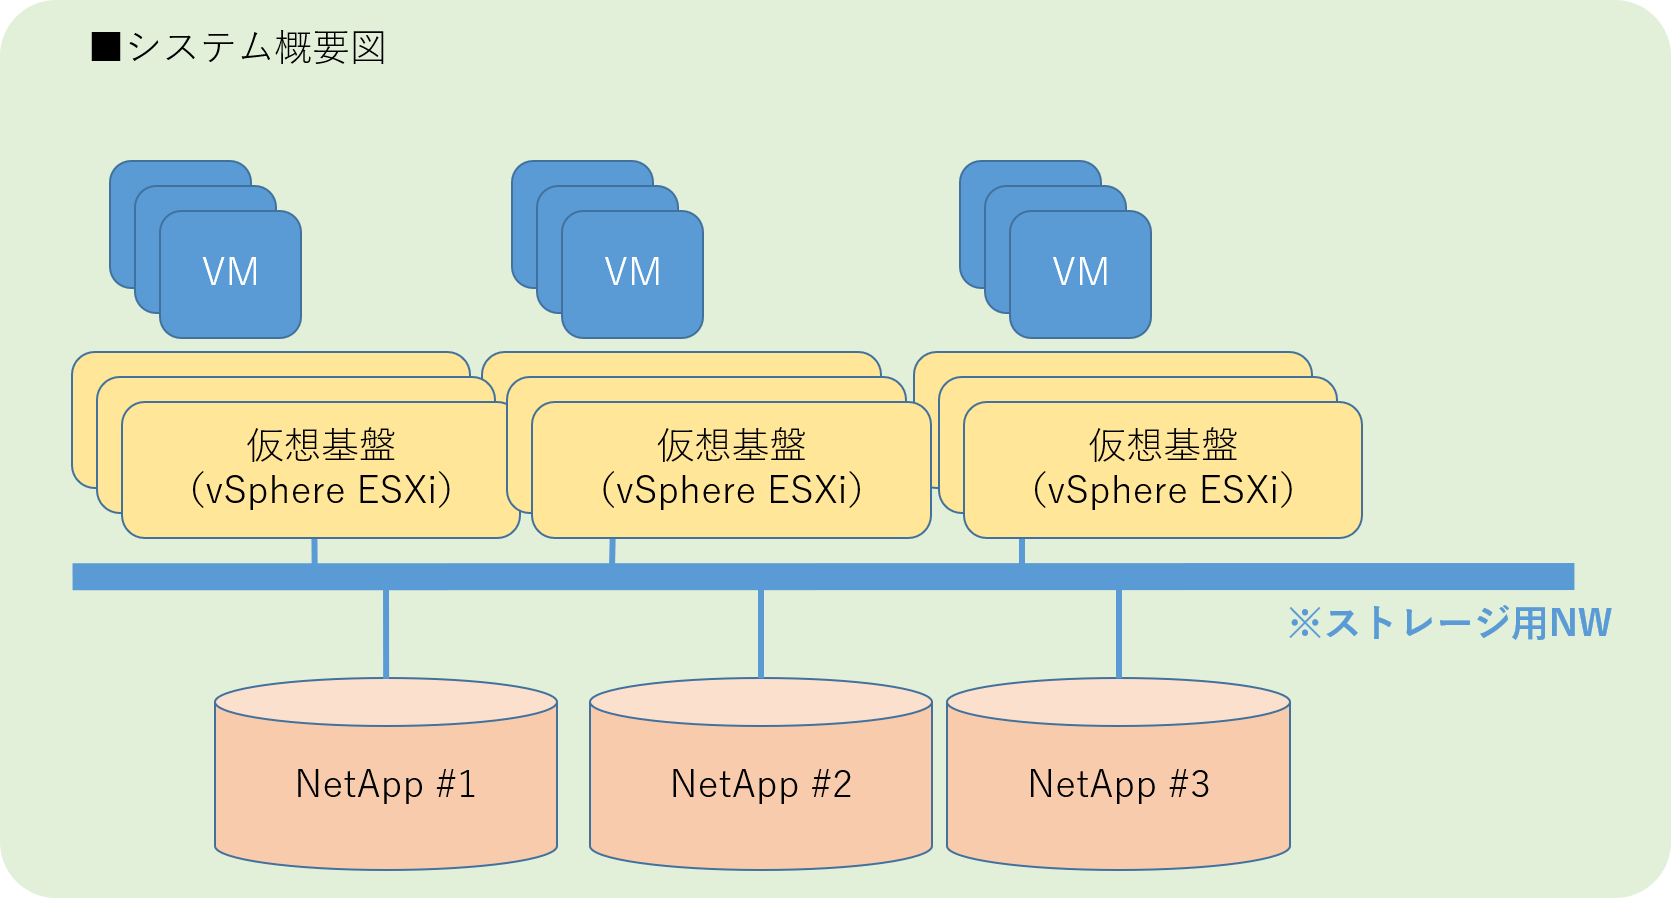 ■システム概要図
VM
VM
VM
仮想基盤
（vSphere ESXi）
仮想基盤
（vSphere ESXi）
仮想基盤
（vSphere ESXi）
※ストレージ用NW
NetApp #1
NetApp #2
NetApp #3